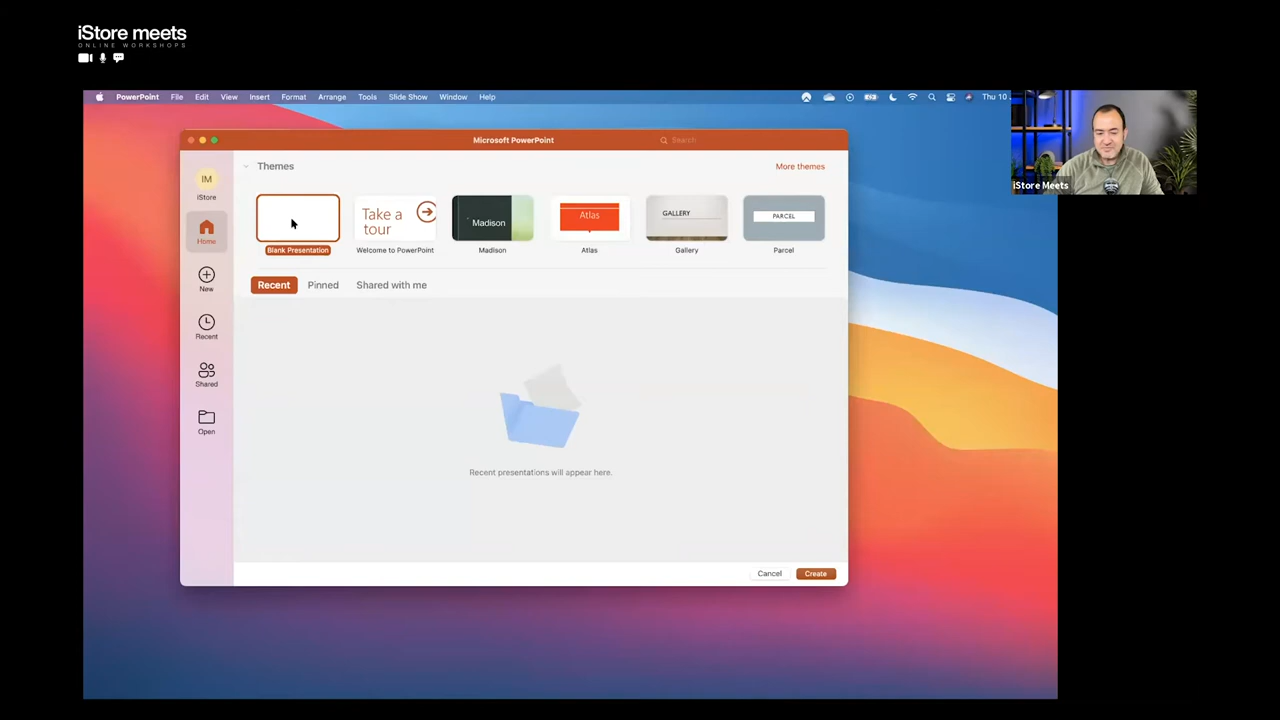 iStore meets
ONLINE WORKSHOPS
PowerPoint File Edit View Insert Format Arrange Tools Slide Show Window Help
Thu 10
Microsoft PowerPoint
Search
iStore Meets
IM
iStore
Home
New
Recent
Shared
Open
Themes
More themes
Take a
tour
Madison
Atlas
GALLERY
PARCEL
Blank Presentation
Welcome to PowerPoint
Madison
Atlas
Gallery
Parcel
Recent Pinned Shared with me
Recent presentations will appear here.
Cancel Create